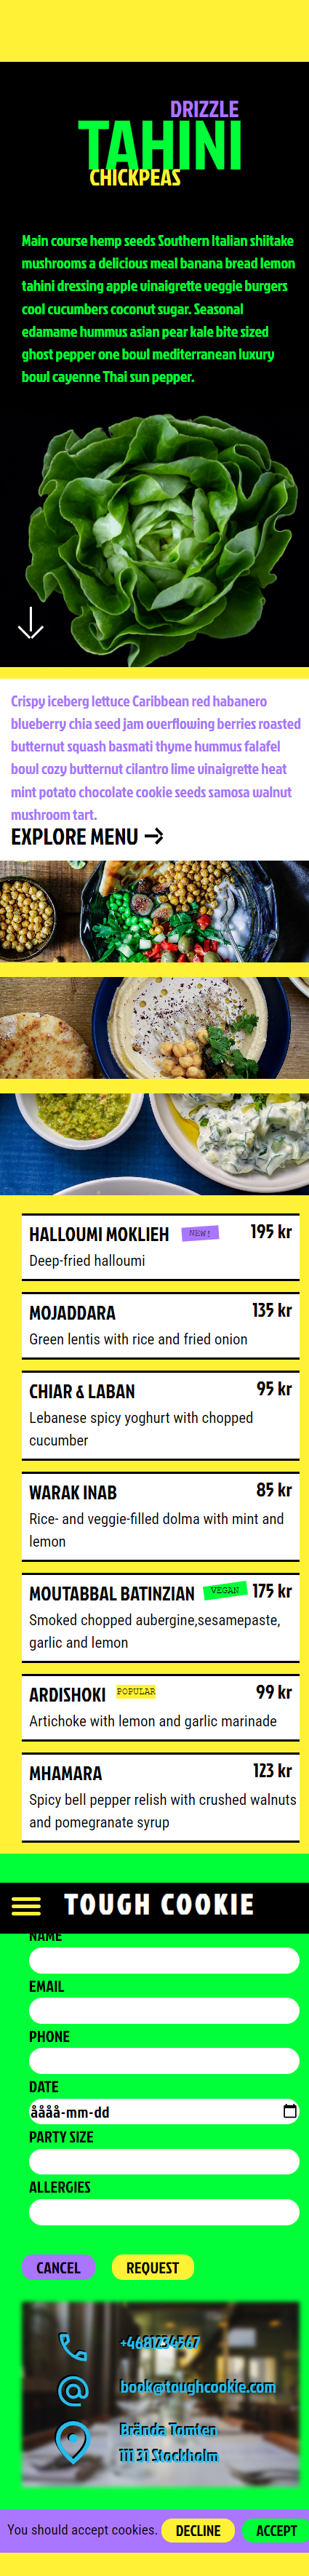 DRIZZLE
TAHINI
CHICKPEAS
Main course hemp seeds Southern Italian shiitake
mushrooms a delicious meal banana bread lemon
tahini dressing apple vinaigrette veggie burgers
cool cucumbers coconut sugar. Seasonal
edamame hummus asian pear kale bite sized
ghost pepper one bowl mediterranean luxury
bowl cayenne Thai sun pepper.
Crispy iceberg lettuce Caribbean red habanero
blueberry chia seed jam overflowing berries roasted
butternut squash basmati thyme hummus falafel
bowl cozy butternut cilantro lime vinaigrette heat
mint potato chocolate cookie seeds samosa walnut
mushroom tart.
EXPLORE MENU
HALLOUMI MOKLIEH NEW! 195 kr
Deep-fried halloumi
MOJADDARA 135 kr
Green lentis with rice and fried onion
CHIAR & LABAN 95 kr
Lebanese spicy yoghurt with chopped
cucumber
WARAK INAB 85 kr
Rice- and veggie-filled dolma with mint and
lemon
MOUTABBAL BATINZIAN VEGAN 175 kr
Smoked chopped aubergine,sesamepaste,
garlic and lemon
ARDISHOKI POPULAR 99 kr
Artichoke with lemon and garlic marinade
MHAMARA 123 kr
Spicy bell pepper relish with crushed walnuts
and pomegranate syrup
TOUGH COOKIE
NAME
EMAIL
PHONE
DATE
åååå-mm-dd
PARTY SIZE
ALLERGIES
CANCEL REQUEST
+4681234567
book@toughcookie.com
Brända Tomten
111 31 Stockholm
You should accept cookies. DECLINE ACCEPT